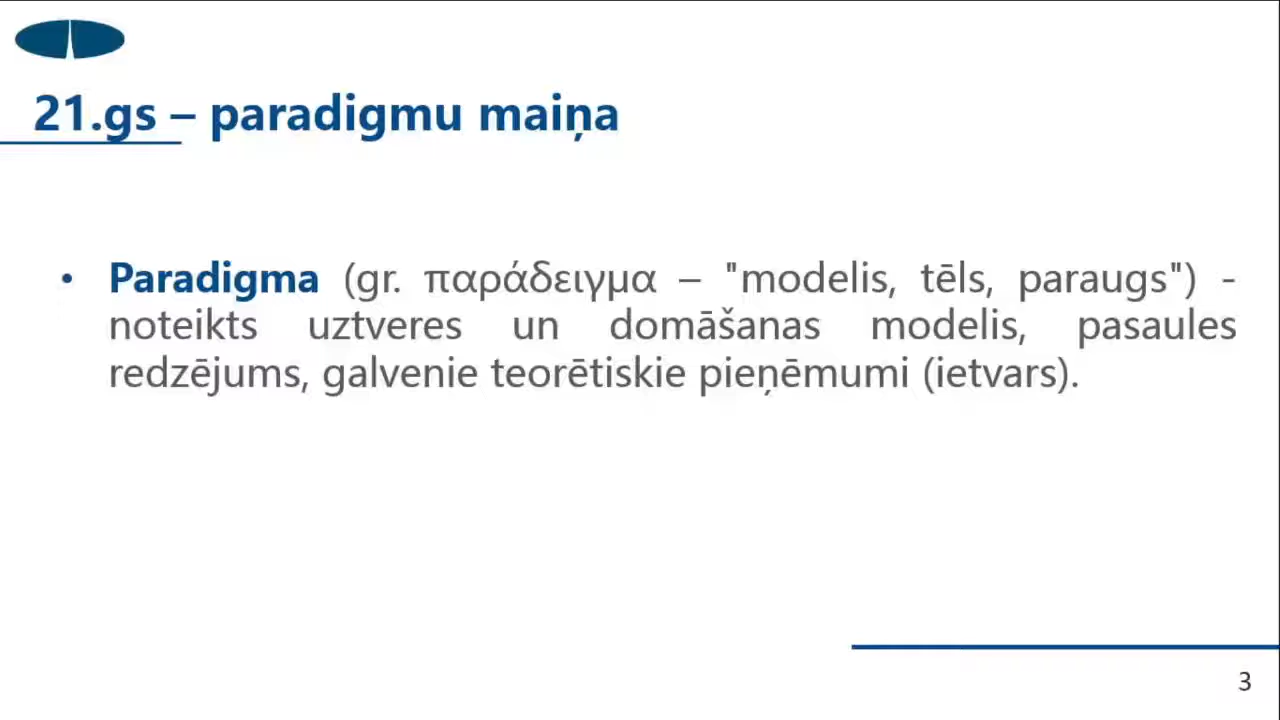 21.gs – paradigmu maiņa
• Paradigma (gr. παράδειγμα – "modelis, tēls, paraugs") -
noteikts uztveres un domāšanas modelis, pasaules
redzējums, galvenie teorētiskie pieņēmumi (ietvars).
3